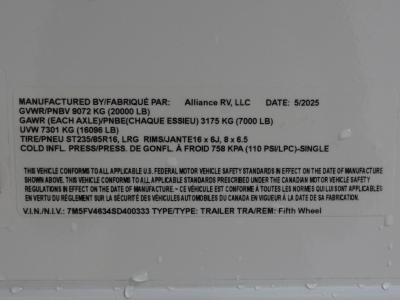 MANUFACTURED BY/FABRIQUÉ PAR: Alliance RV, LLC DATE: 5/2025
GVWR/PNBV 9072 KG (20000 LB)
GAWR (EACH AXLE)/PNBE(CHAQUE ESSIEU) 3175 KG (7000 LB)
UVW 7301 KG (16096 LB)
TIRE/PNEU ST235/85R16, LRG RIMS/JANTE16 x 6J, 8 x 6.5
COLD INFL. PRESS/PRESS. DE GONFL. À FROID 758 KPA (110 PSI/LPC)-SINGLE
THIS VEHICLE CONFORMS TO ALL APPLICABLE U.S. FEDERAL MOTOR VEHICLE SAFETY STANDARDS IN EFFECT ON THE DATE OF MANUFACTURE
SHOWN ABOVE. THIS VEHICLE CONFORMS TO ALL APPLICABLE STANDARDS PRESCRIBED UNDER THE CANADIAN MOTOR VEHICLE SAFETY
REGULATIONS IN EFFECT ON THE DATE OF MANUFACTURE. - CE VÉHICULE EST CONFORME À TOUTES LES NORMES QUI LUI SONT APPLICABLES
EN VERTU DU RÈGLEMENT SUR LA SÉCURITÉ DES VÉHICULES AUTOMOBILES DU CANADA EN VIGUEUR À LA DATE DE SA FABRICATION.
V.I.N./N.I.V.: 7M5FV4634SD400333 TYPE/TYPE: TRAILER TRA/REM: Fifth Wheel